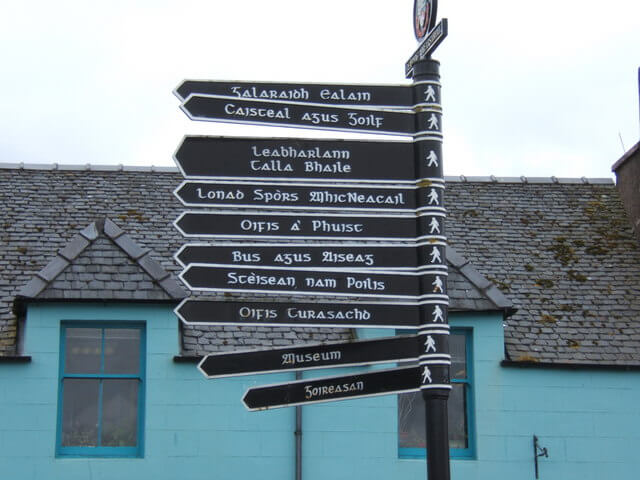 Galaraidh Ealain
Caisteal agus Goilf
Leabharlann
Talla Bhaile
Lonad Spòrs MhicNeacail
Oifis a' Phuist
Bus agus Aiseag
Stèisean nam Poilis
Oifis Turasachd
Museum
Goireasan